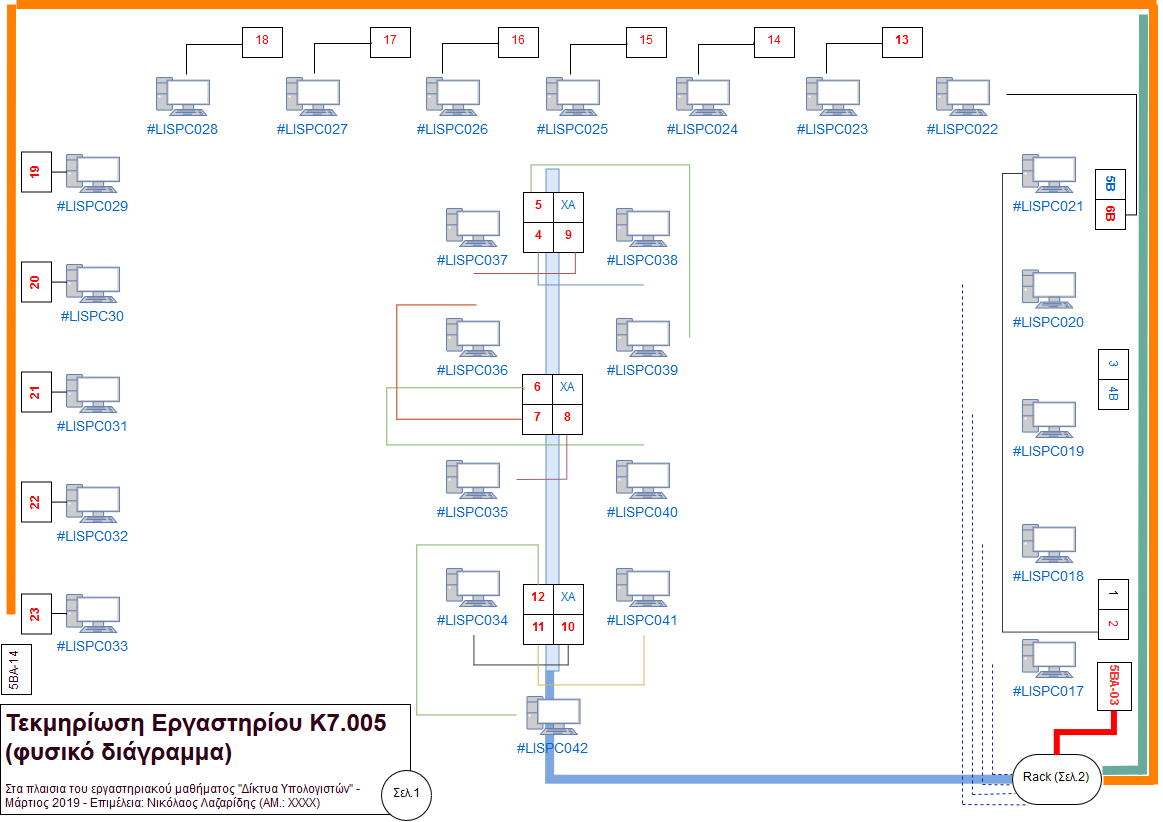 18
17
16
15
14
13
#LISPC028
#LISPC027
#LISPC026
#LISPC025
#LISPC024
#LISPC023
#LISPC022
19
#LISPC029
20
#LISPC30
21
#LISPC031
22
#LISPC032
23
#LISPC033
5BA-14
5 ΧΑ
4 9
#LISPC037
#LISPC038
#LISPC036
#LISPC039
6 ΧΑ
7 8
#LISPC035
#LISPC040
12 ΧΑ
11 10
#LISPC034
#LISPC041
#LISPC042
#LISPC021
5B
6B
#LISPC020
3
4B
#LISPC019
#LISPC018
1
2
#LISPC017
5BA-03
Rack (Σελ.2)
Τεκμηρίωση Εργαστηρίου Κ7.005
(φυσικό διάγραμμα)
Στα πλαισια του εργαστηριακού μαθήματος "Δίκτυα Υπολογιστών" -
Μάρτιος 2019 - Επιμέλεια: Νικόλαος Λαζαρίδης (ΑΜ.: ΧΧΧΧ)
Σελ.1